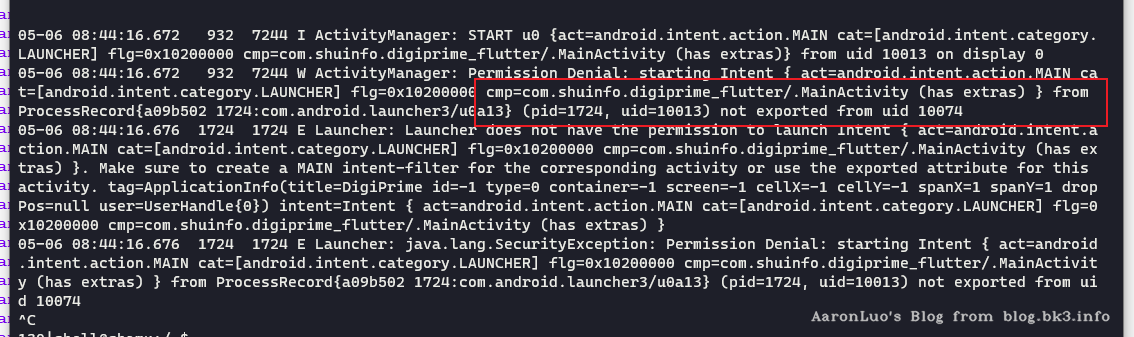 05-06 08:44:16.672   932  7244 I ActivityManager: START u0 {act=android.intent.action.MAIN cat=[android.intent.category.
LAUNCHER] flg=0x10200000 cmp=com.shuinfo.digiprime_flutter/.MainActivity (has extras)} from uid 10013 on display 0
05-06 08:44:16.672   932  7244 W ActivityManager: Permission Denial: starting Intent { act=android.intent.action.MAIN ca
t=[android.intent.category.LAUNCHER] flg=0x10200000 cmp=com.shuinfo.digiprime_flutter/.MainActivity (has extras) } from
ProcessRecord{a09b502 1724:com.android.launcher3/u0a13} (pid=1724, uid=10013) not exported from uid 10074
05-06 08:44:16.676  1724  1724 E Launcher: Launcher does not have the permission to launch Intent { act=android.intent.a
ction.MAIN cat=[android.intent.category.LAUNCHER] flg=0x10200000 cmp=com.shuinfo.digiprime_flutter/.MainActivity (has ex
tras) }. Make sure to create a MAIN intent-filter for the corresponding activity or use the exported attribute for this
activity. tag=ApplicationInfo(title=DigiPrime id=-1 type=0 container=-1 screen=-1 cellX=-1 cellY=-1 spanX=1 spanY=1 drop
Pos=null user=UserHandle{0}) intent=Intent { act=android.intent.action.MAIN cat=[android.intent.category.LAUNCHER] flg=0
x10200000 cmp=com.shuinfo.digiprime_flutter/.MainActivity (has extras) }
05-06 08:44:16.676  1724  1724 E Launcher: java.lang.SecurityException: Permission Denial: starting Intent { act=android
.intent.action.MAIN cat=[android.intent.category.LAUNCHER] flg=0x10200000 cmp=com.shuinfo.digiprime_flutter/.MainActivit
y (has extras) } from ProcessRecord{a09b502 1724:com.android.launcher3/u0a13} (pid=1724, uid=10013) not exported from ui
d 10074
^C
AaronLuo's Blog from blog.bk3.info